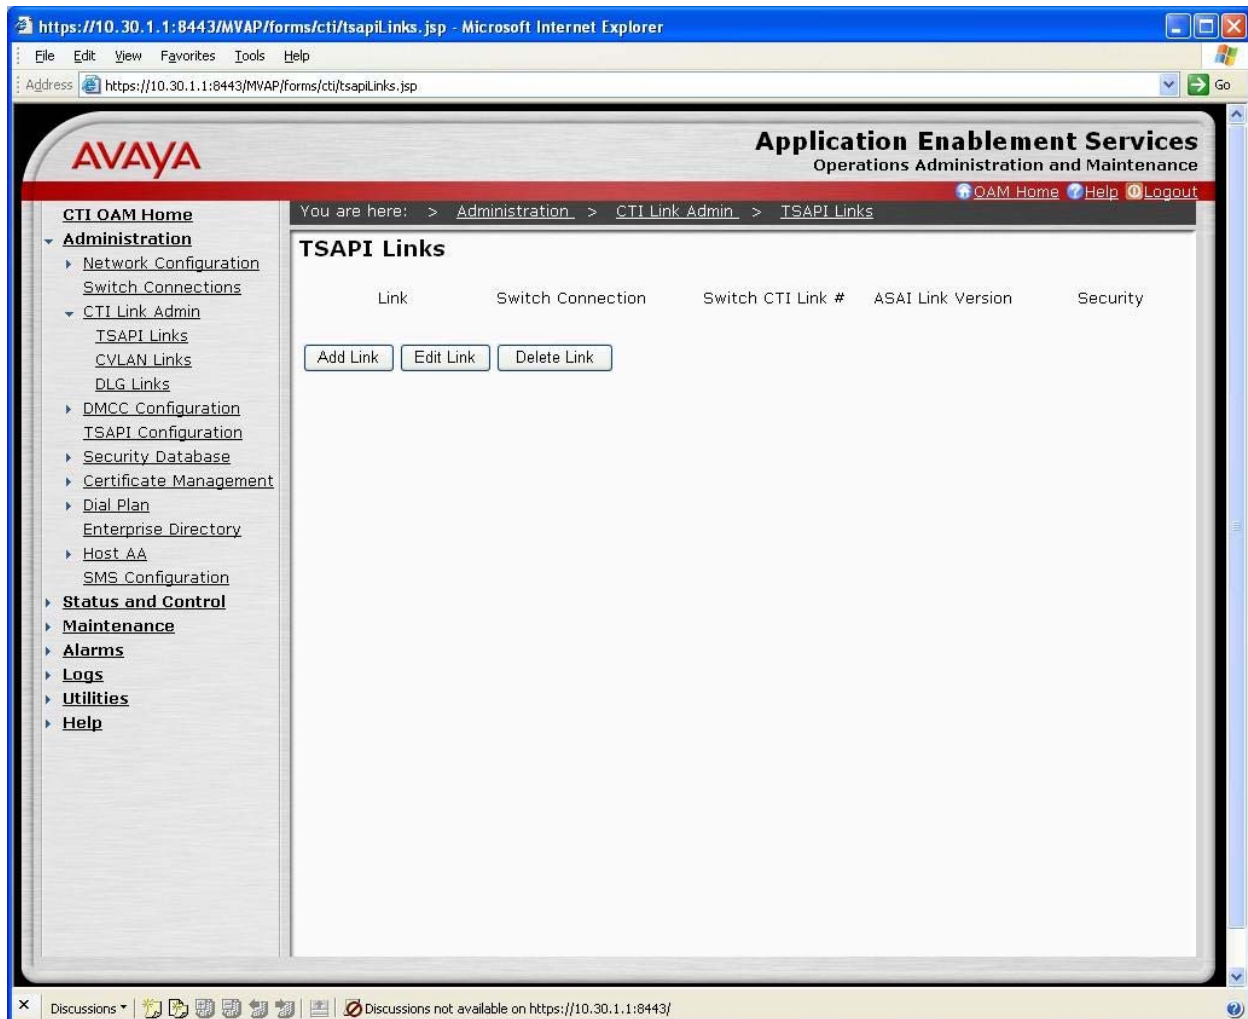 https://10.30.1.1:8443/MVAP/forms/cti/tsapiLinks.jsp - Microsoft Internet Explorer
File Edit View Favorites Tools Help
Address https://10.30.1.1:8443/MVAP/forms/cti/tsapiLinks.jsp Go
AVAYA
Application Enablement Services
Operations Administration and Maintenance
OAM Home Help Logout
You are here: > Administration > CTI Link Admin > TSAPI Links
CTI OAM Home
Administration
Network Configuration
Switch Connections
CTI Link Admin
TSAPI Links
CVLAN Links
DLG Links
DMCC Configuration
TSAPI Configuration
Security Database
Certificate Management
Dial Plan
Enterprise Directory
Host AA
SMS Configuration
Status and Control
Maintenance
Alarms
Logs
Utilities
Help
TSAPI Links
Link Switch Connection Switch CTI Link # ASAI Link Version Security
Add Link Edit Link Delete Link
Discussions Discussions not available on https://10.30.1.1:8443/